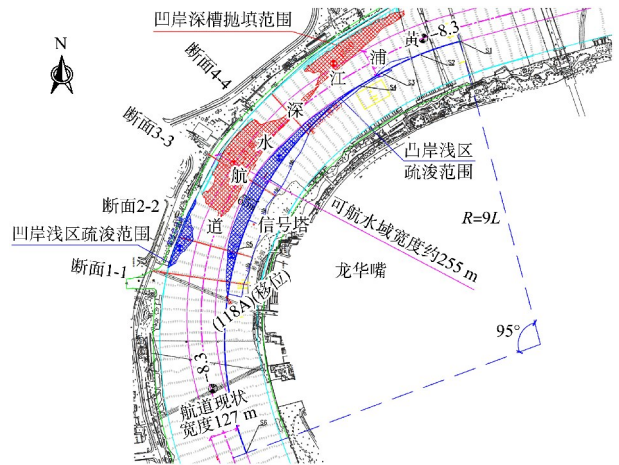 凹岸深槽抛填范围
N
断面4-4
断面3-3
断面2-2
凹岸浅区疏浚范围
断面1-1
黄
-8.3
浦
江
深
水
航
道
S1
S2
S3
S4
凸岸浅区
疏浚范围
信号塔
可航水域宽度约255 m
R=9L
龙华嘴
95°
(118A)(移位)
-8.3
航道现状
宽度127 m